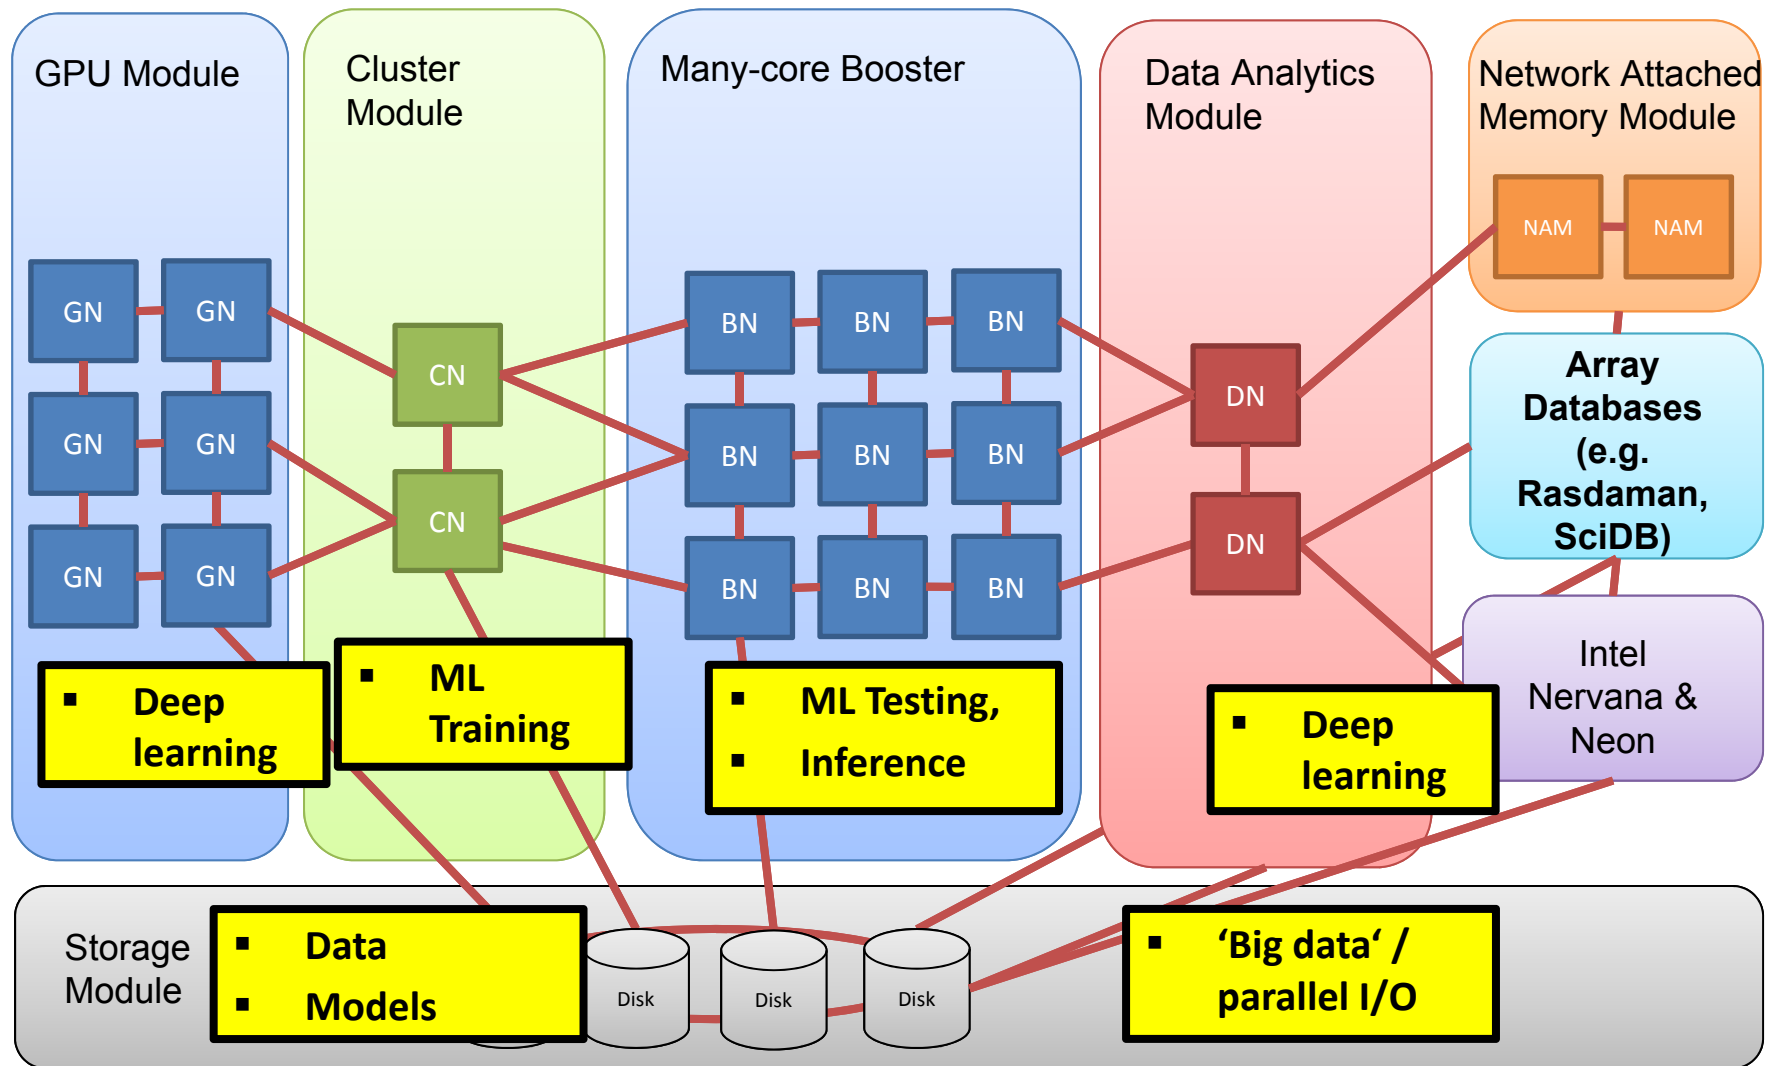 GPU Module
Cluster
Module
Many-core Booster
Data Analytics
Module
Network Attached
Memory Module
NAM
NAM
GN
GN
GN
GN
GN
GN
CN
CN
BN
BN
BN
BN
BN
BN
BN
BN
BN
DN
DN
Array
Databases
(e.g.
Rasdaman,
SciDB)
Intel
Nervana &
Neon
▪ Deep
learning
▪ ML
Training
▪ ML Testing,
▪ Inference
▪ Deep
learning
Storage
Module
▪ Data
▪ Models
Disk
Disk
Disk
▪ ‘Big data‘ /
parallel I/O